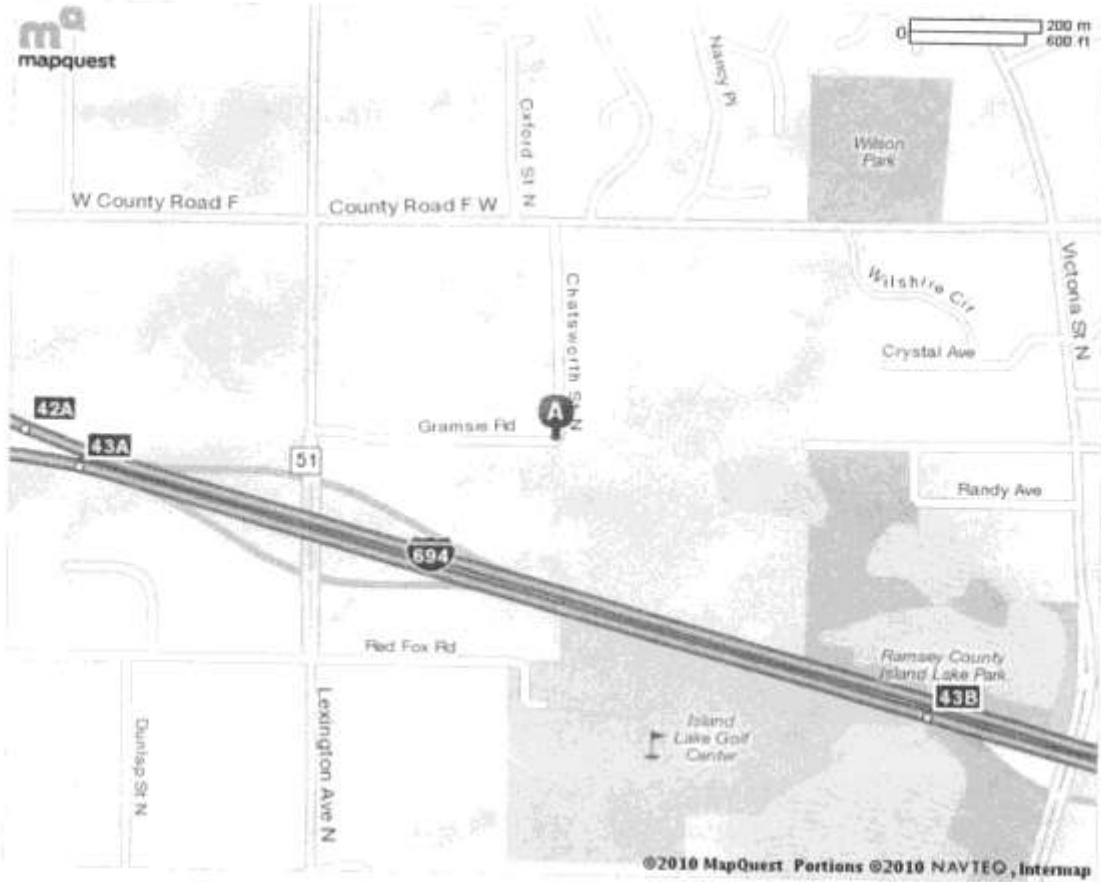 mapquest
0
200 m
600 ft
Nancy Pl
Oxford St N
Wilson
Park
W County Road F
County Road F W
Victoria St N
Wilshire Cir
Chatsworth St N
Crystal Ave
42A
A
Gramsie Rd
43A
51
Randy Ave
694
Red Fox Rd
Ramsey County
Island Lake Park
43B
Island
Lake Golf
Center
Dunlap St N
Lexington Ave N
©2010 MapQuest Portions ©2010 NAVTEQ, Intermap